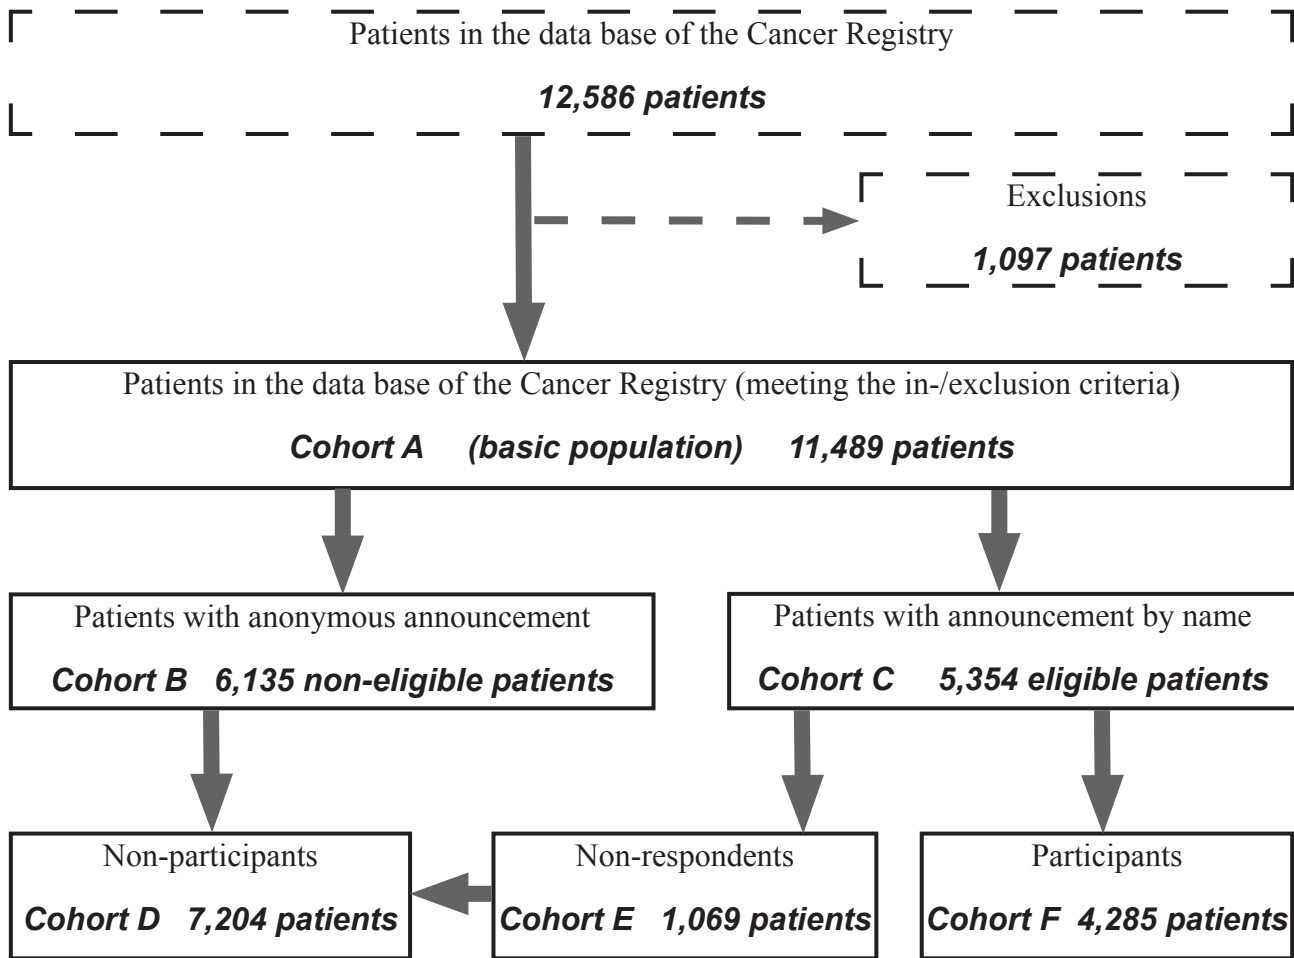 Patients in the data base of the Cancer Registry
12,586 patients
Exclusions
1,097 patients
Patients in the data base of the Cancer Registry (meeting the in-/exclusion criteria)
Cohort A (basic population) 11,489 patients
Patients with anonymous announcement
Cohort B 6,135 non-eligible patients
Patients with announcement by name
Cohort C 5,354 eligible patients
Non-participants
Cohort D 7,204 patients
Non-respondents
Cohort E 1,069 patients
Participants
Cohort F 4,285 patients